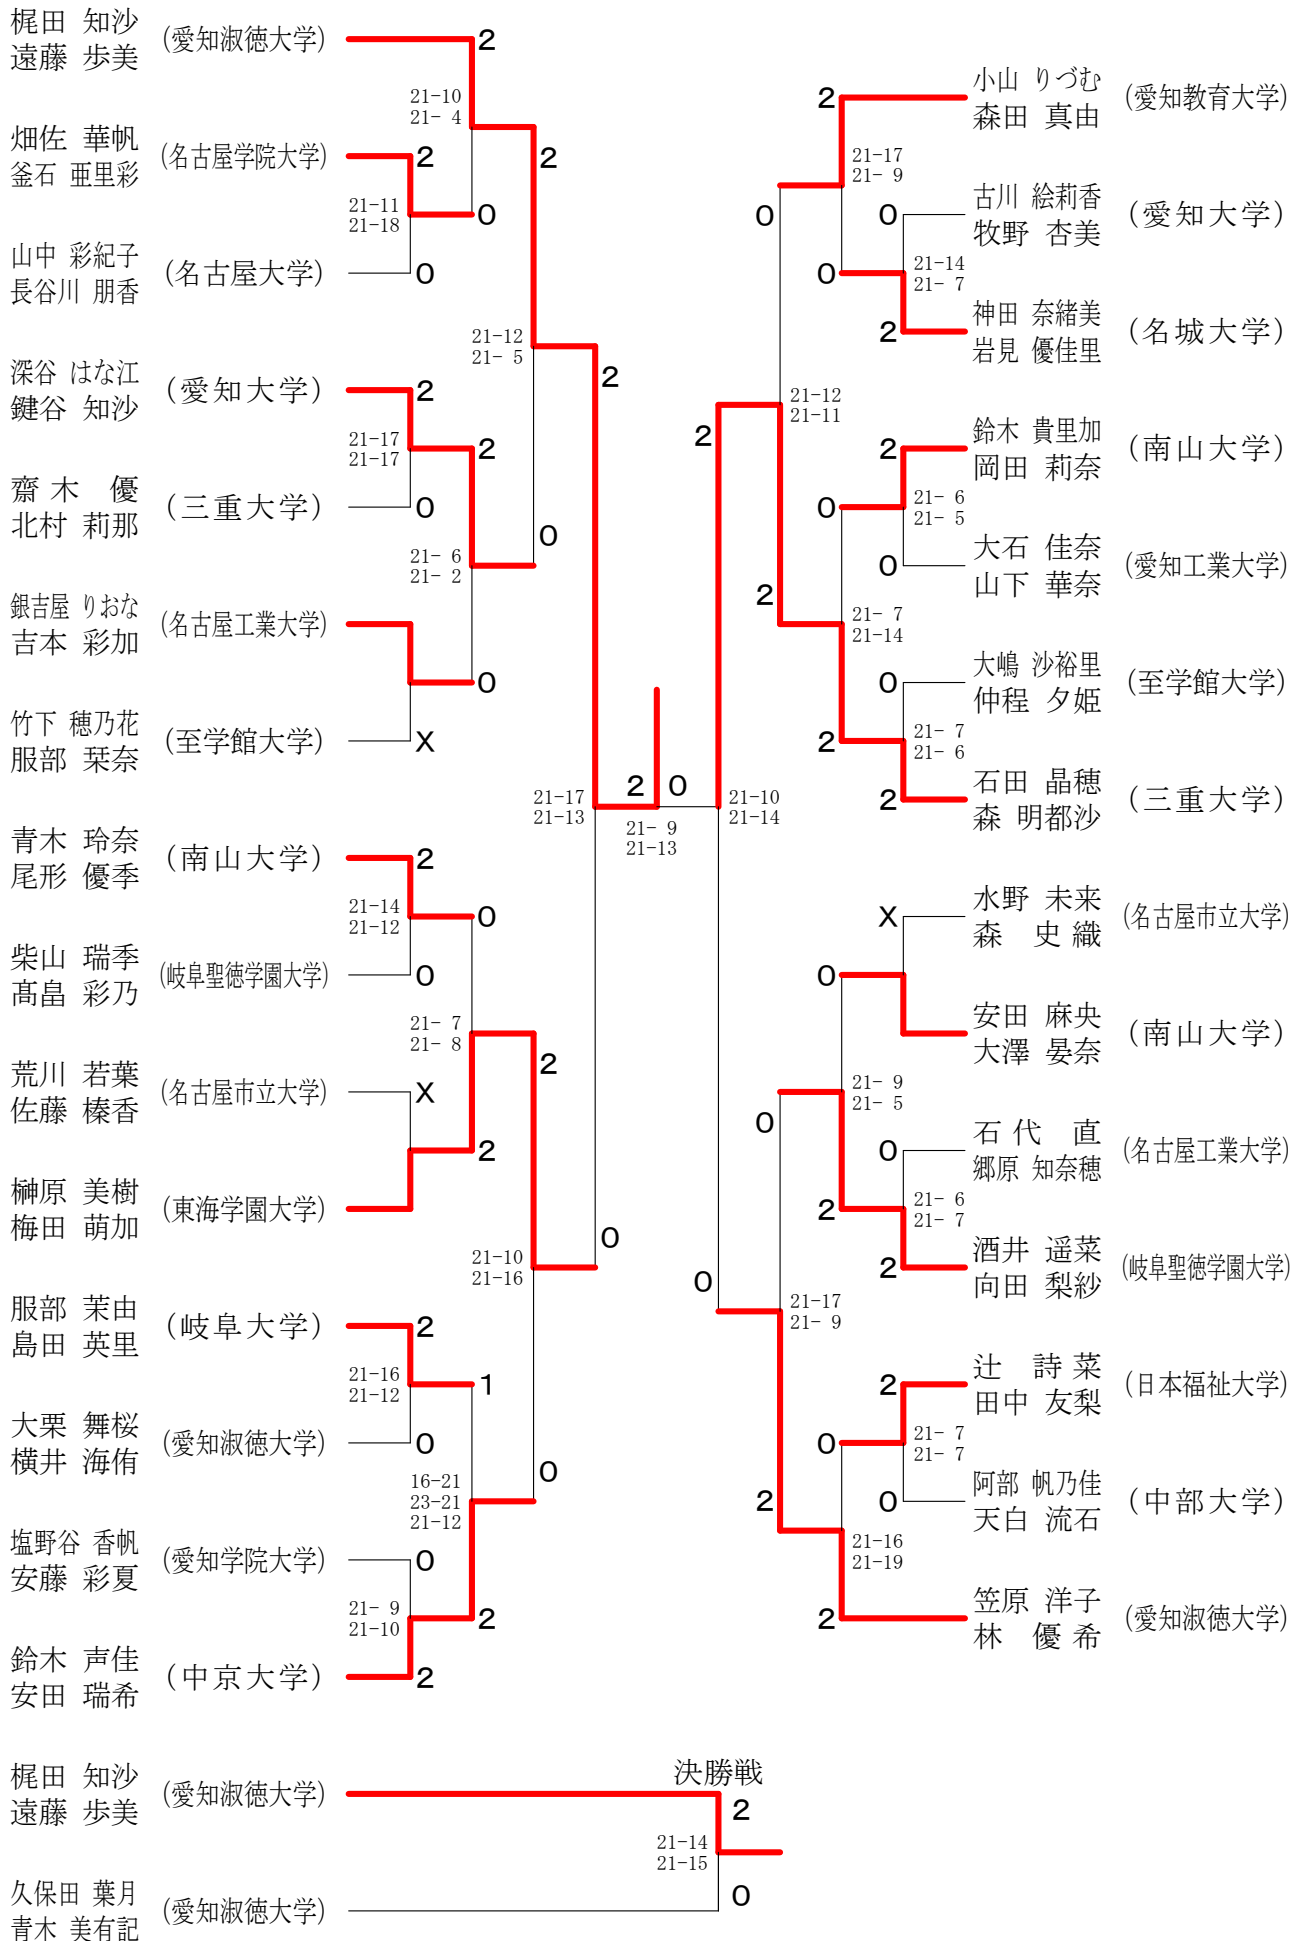 梶田 知沙
遠藤 歩美
(愛知淑徳大学)
2
21-10
21- 4
畑佐 華帆
釜石 亜里彩
(名古屋学院大学)
2
2
21-11
21-18
0
山中 彩紀子
長谷川 朋香
(名古屋大学)
0
21-12
21- 5
2
深谷 はな江
鍵谷 知沙
(愛知大学)
2
21-17
21-17
2
齋木 優
北村 莉那
(三重大学)
0
0
21- 6
21- 2
銀吉屋 りおな
吉本 彩加
(名古屋工業大学)
0
竹下 穂乃花
服部 栞奈
(至学館大学)
X
21-17
21-13
青木 玲奈
尾形 優季
(南山大学)
2
21-14
21-12
0
柴山 瑞季
髙畠 彩乃
(岐阜聖徳学園大学)
0
21- 7
21- 8
2
荒川 若葉
佐藤 榛香
(名古屋市立大学)
X
2
榊原 美樹
梅田 萌加
(東海学園大学)
0
21-10
21-16
服部 茉由
島田 英里
(岐阜大学)
2
21-16
21-12
1
大栗 舞桜
横井 海侑
(愛知淑徳大学)
0
0
16-21
23-21
21-12
塩野谷 香帆
安藤 彩夏
(愛知学院大学)
0
21- 9
21-10
2
鈴木 声佳
安田 瑞希
(中京大学)
2
2
0
21- 9
21-13
2
小山 りづむ
森田 真由
(愛知教育大学)
21-17
21- 9
0
0
古川 絵莉香
牧野 杏美
(愛知大学)
0
21-14
21- 7
2
神田 奈緒美
岩見 優佳里
(名城大学)
21-12
21-11
2
2
鈴木 貴里加
岡田 莉奈
(南山大学)
0
21- 6
21- 5
0
大石 佳奈
山下 華奈
(愛知工業大学)
2
21- 7
21-14
0
大嶋 沙裕里
仲程 夕姫
(至学館大学)
2
21- 7
21- 6
2
石田 晶穂
森 明都沙
(三重大学)
21-10
21-14
X
水野 未来
森 史織
(名古屋市立大学)
0
安田 麻央
大澤 晏奈
(南山大学)
21- 9
21- 5
0
0
石代 直
郷原 知奈穂
(名古屋工業大学)
2
21- 6
21- 7
2
酒井 遥菜
向田 梨紗
(岐阜聖徳学園大学)
0
21-17
21- 9
2
辻 詩菜
田中 友梨
(日本福祉大学)
0
21- 7
21- 7
2
0
阿部 帆乃佳
天白 流石
(中部大学)
21-16
21-19
2
笠原 洋子
林 優希
(愛知淑徳大学)
決勝戦
梶田 知沙
遠藤 歩美
(愛知淑徳大学)
2
21-14
21-15
久保田 葉月
青木 美有記
(愛知淑徳大学)
0